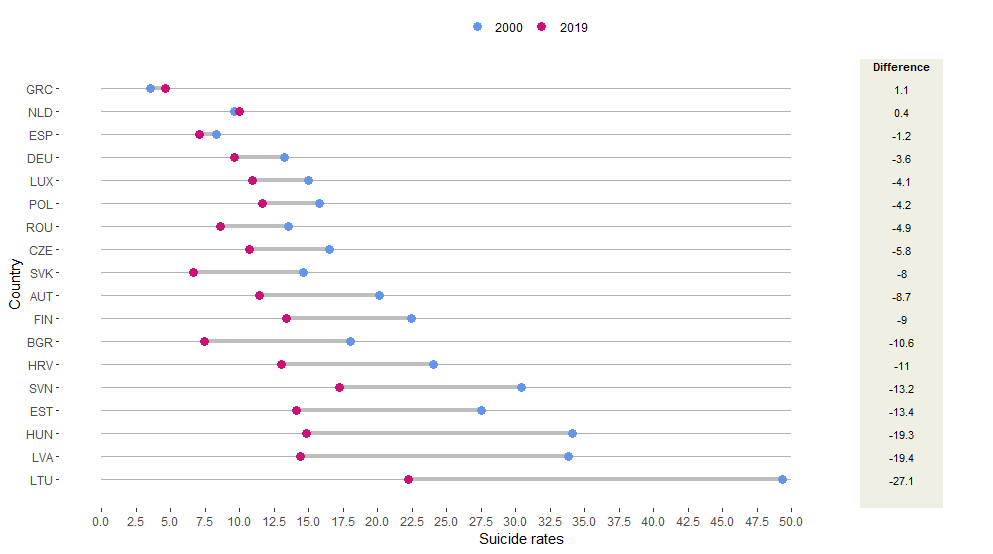 2000 2019
Difference
GRC 1.1
NLD 0.4
ESP -1.2
DEU -3.6
LUX -4.1
POL -4.2
ROU -4.9
CZE -5.8
SVK -8
AUT -8.7
FIN -9
BGR -10.6
HRV -11
SVN -13.2
EST -13.4
HUN -19.3
LVA -19.4
LTU -27.1
Country
0.0 2.5 5.0 7.5 10.0 12.5 15.0 17.5 20.0 22.5 25.0 27.5 30.0 32.5 35.0 37.5 40.0 42.5 45.0 47.5 50.0
Suicide rates